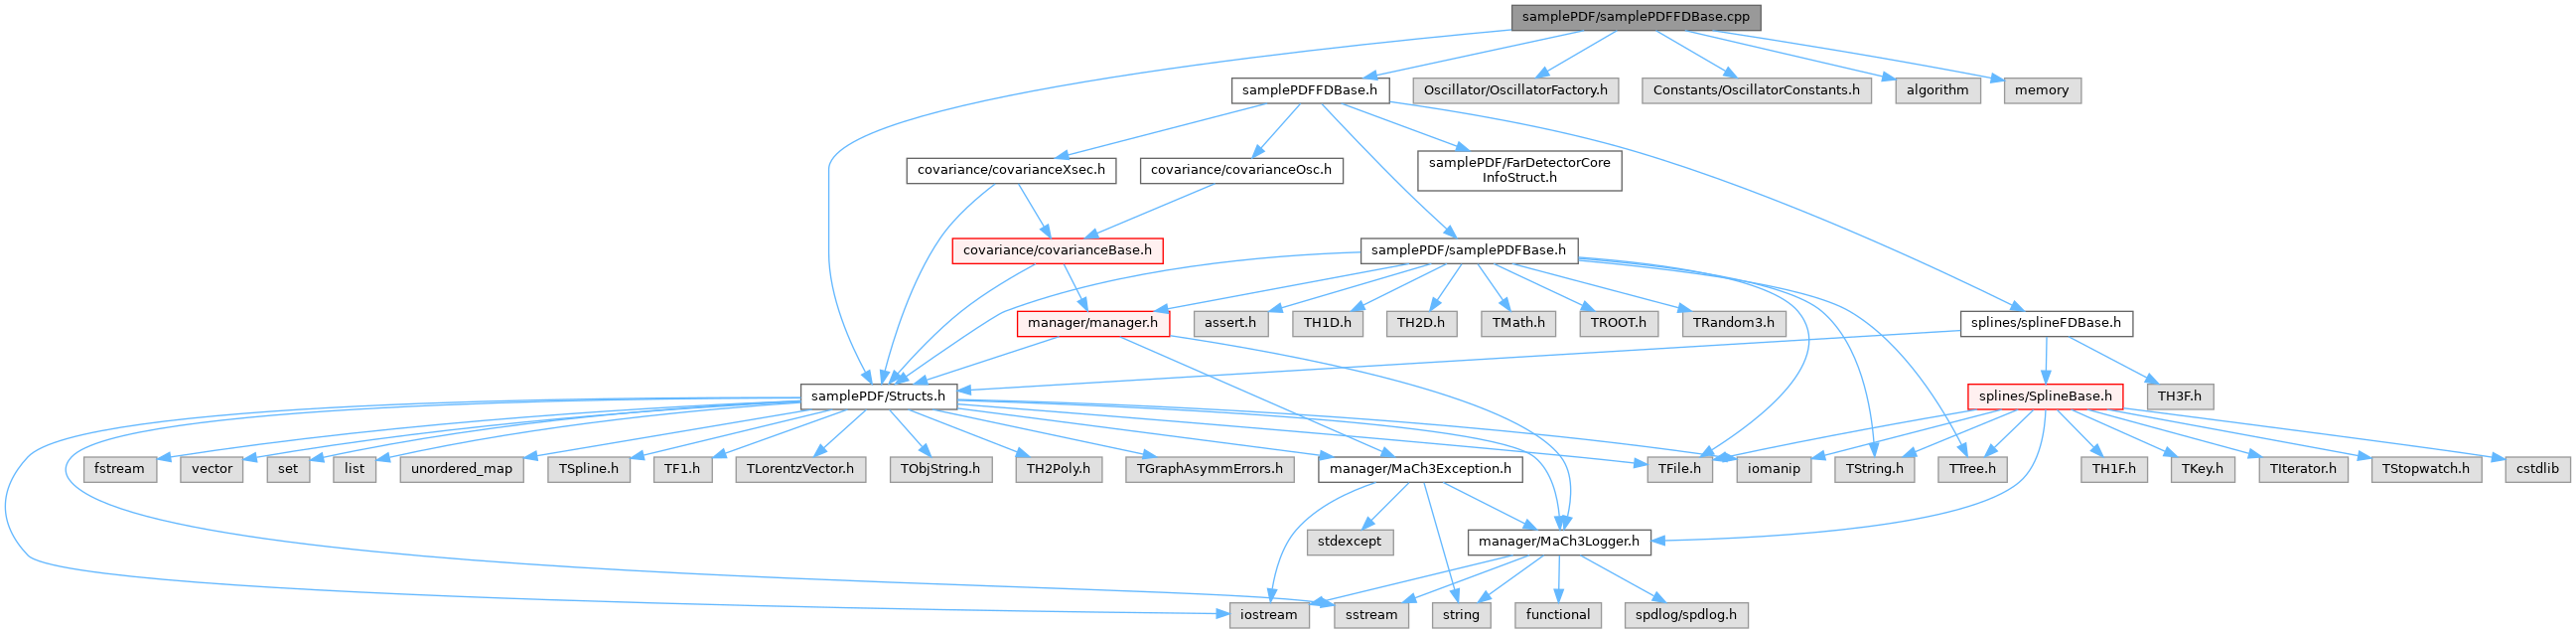 samplePDF/samplePDFFDBase.cpp
samplePDFFDBase.h
Oscillator/OscillatorFactory.h
Constants/OscillatorConstants.h
algorithm
memory
covariance/covarianceXsec.h
covariance/covarianceOsc.h
samplePDF/FarDetectorCore
InfoStruct.h
covariance/covarianceBase.h
samplePDF/samplePDFBase.h
manager/manager.h
assert.h
TH1D.h
TH2D.h
TMath.h
TROOT.h
TRandom3.h
splines/splineFDBase.h
samplePDF/Structs.h
splines/SplineBase.h
TH3F.h
fstream
vector
set
list
unordered_map
TSpline.h
TF1.h
TLorentzVector.h
TObjString.h
TH2Poly.h
TGraphAsymmErrors.h
manager/MaCh3Exception.h
TFile.h
iomanip
TString.h
TTree.h
TH1F.h
TKey.h
TIterator.h
TStopwatch.h
cstdlib
stdexcept
manager/MaCh3Logger.h
iostream
sstream
string
functional
spdlog/spdlog.h